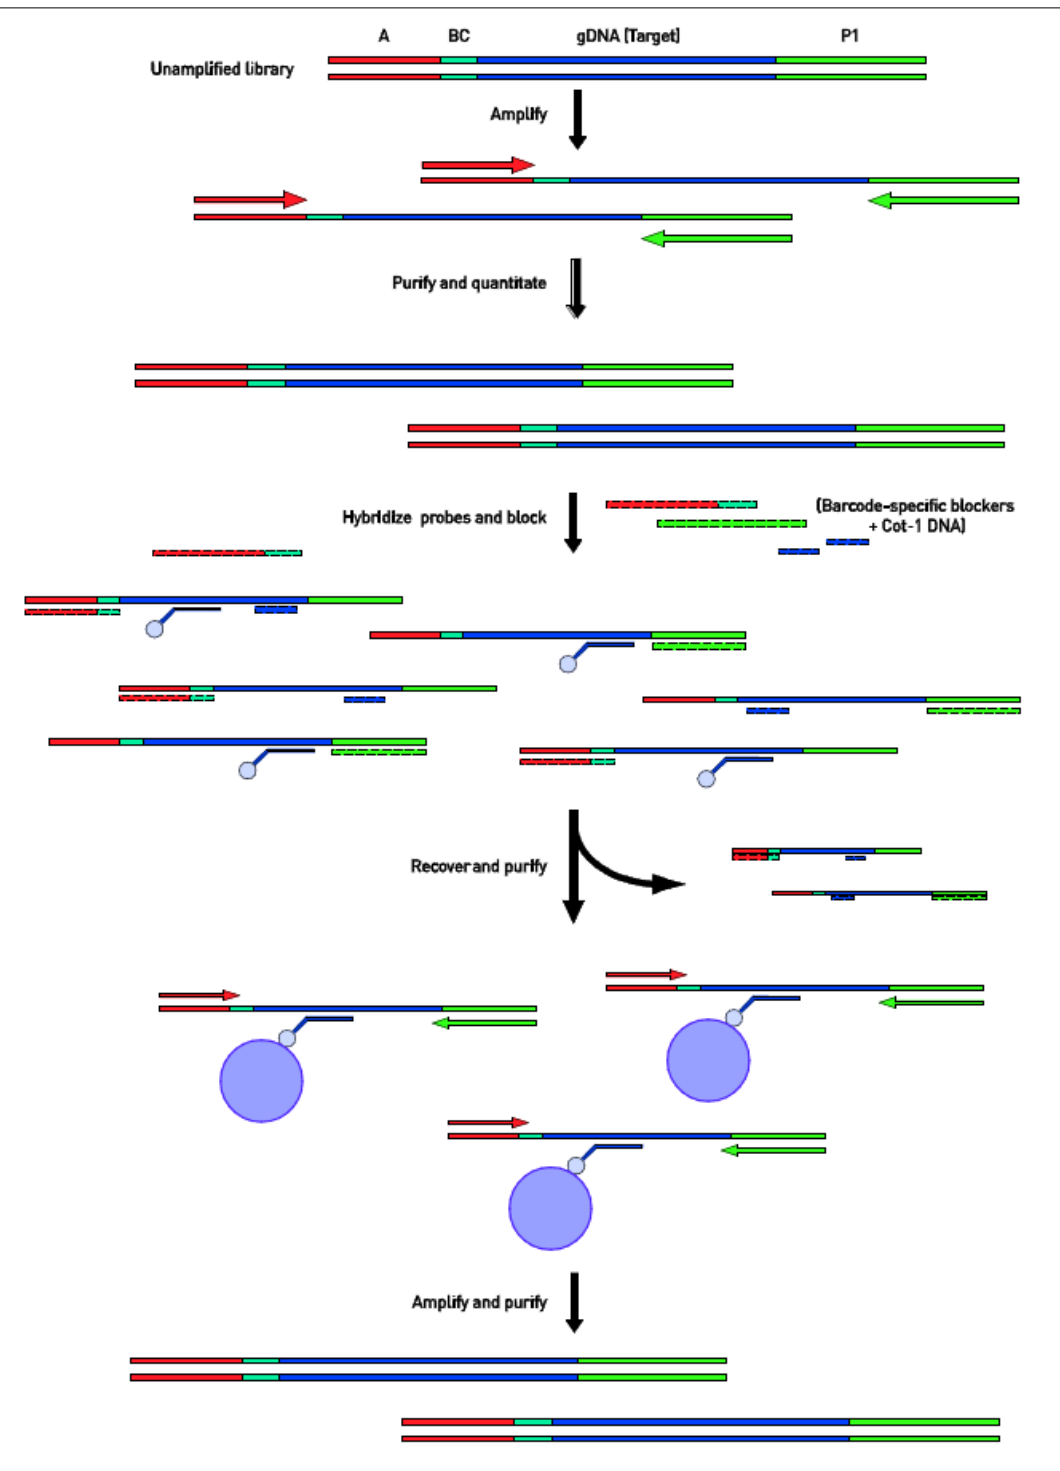 A BC gDNA (Target) P1
Unamplified library
Amplify
Purify and quantitate
Hybridize probes and block
(Barcode-specific blockers
+ Cot-1 DNA)
Recover and purify
Amplify and purify